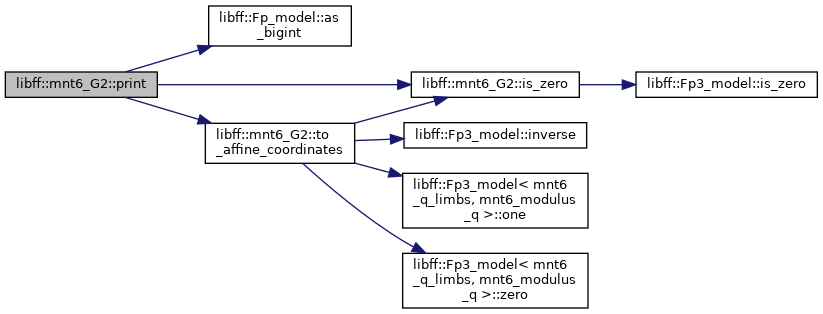 libff::Fp_model::as
_bigint
libff::mnt6_G2::print
libff::mnt6_G2::is_zero
libff::Fp3_model::is_zero
libff::mnt6_G2::to
_affine_coordinates
libff::Fp3_model::inverse
libff::Fp3_model< mnt6
_q_limbs, mnt6_modulus
_q >::one
libff::Fp3_model< mnt6
_q_limbs, mnt6_modulus
_q >::zero